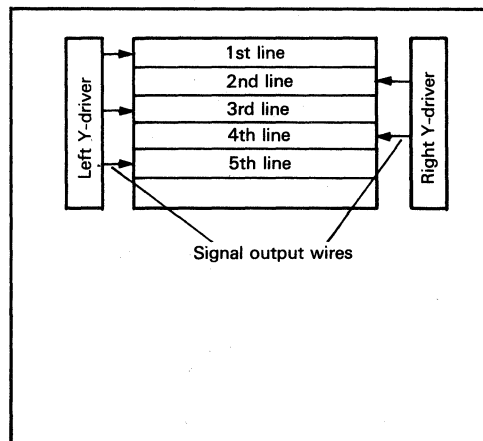 Left Y-driver
1st line
2nd line
3rd line
4th line
5th line
Right Y-driver
Signal output wires